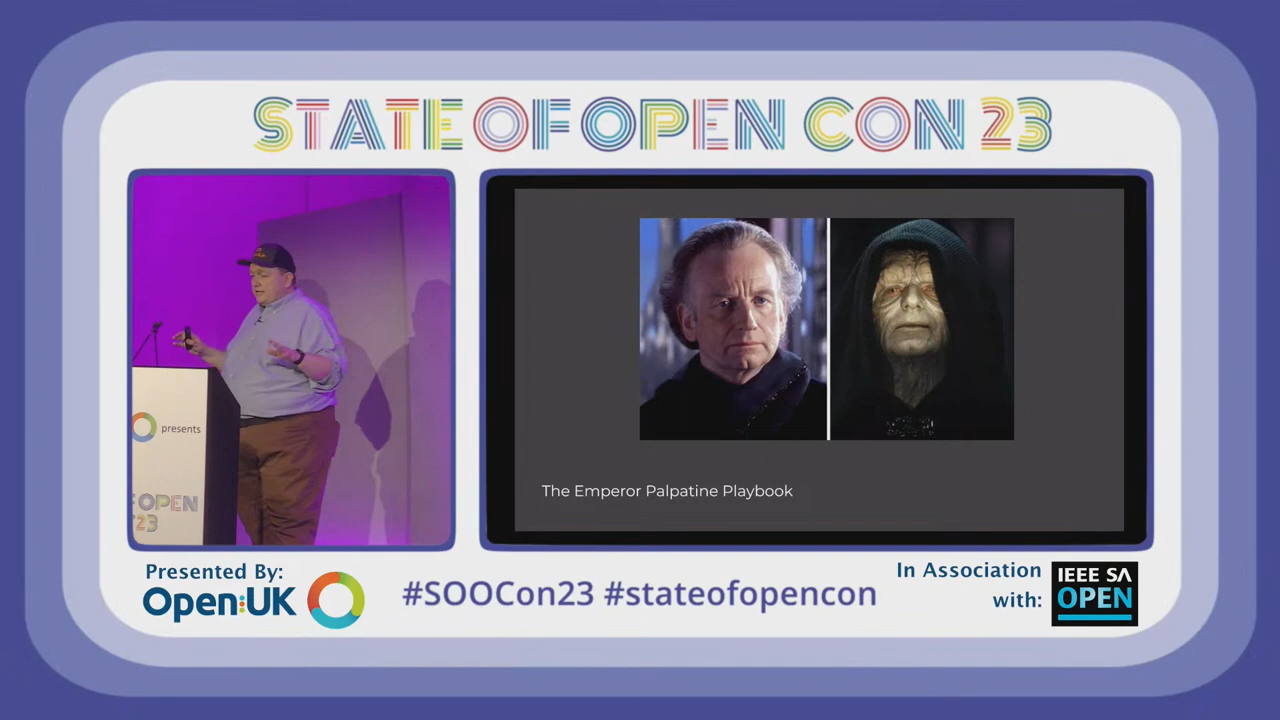 STATE OF OPEN CON 23
presents
OF OPEN
'23
The Emperor Palpatine Playbook
Presented By:
Open:UK
#SOOCon23 #stateofopencon
In Association
with:
IEEE SA
OPEN